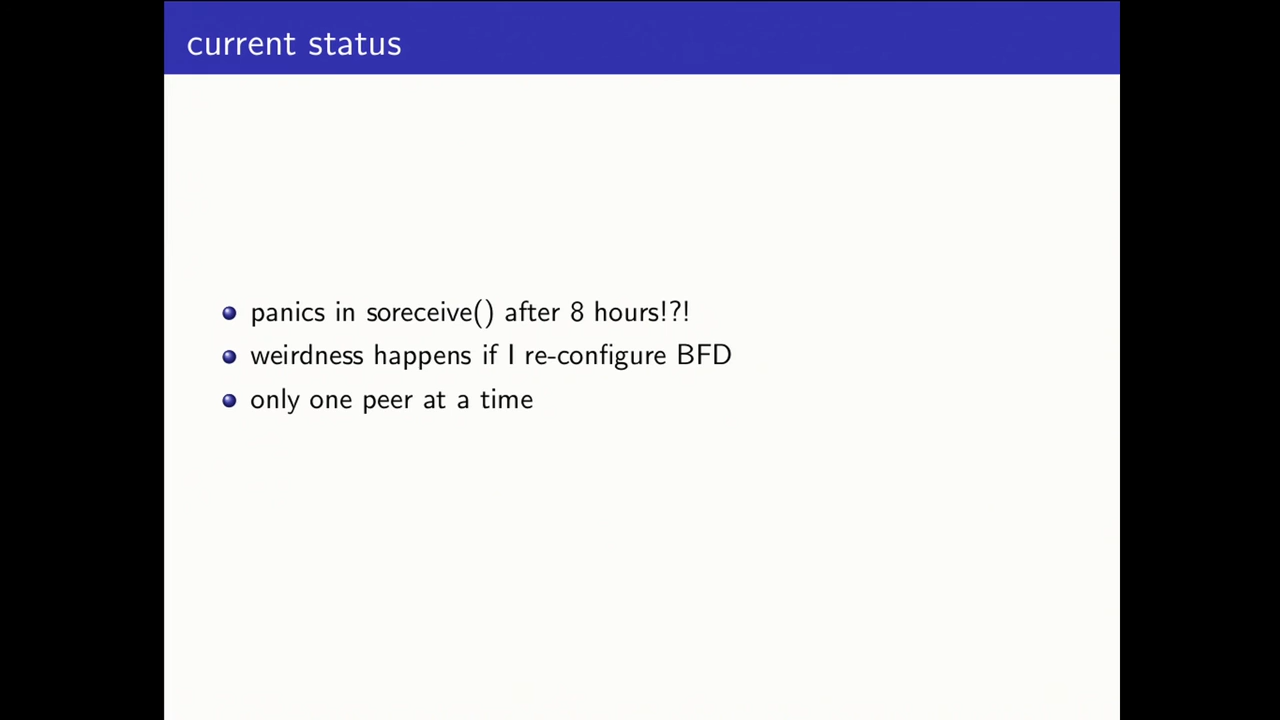 current status
panics in soreceive() after 8 hours!?!
weirdness happens if I re-configure BFD
only one peer at a time